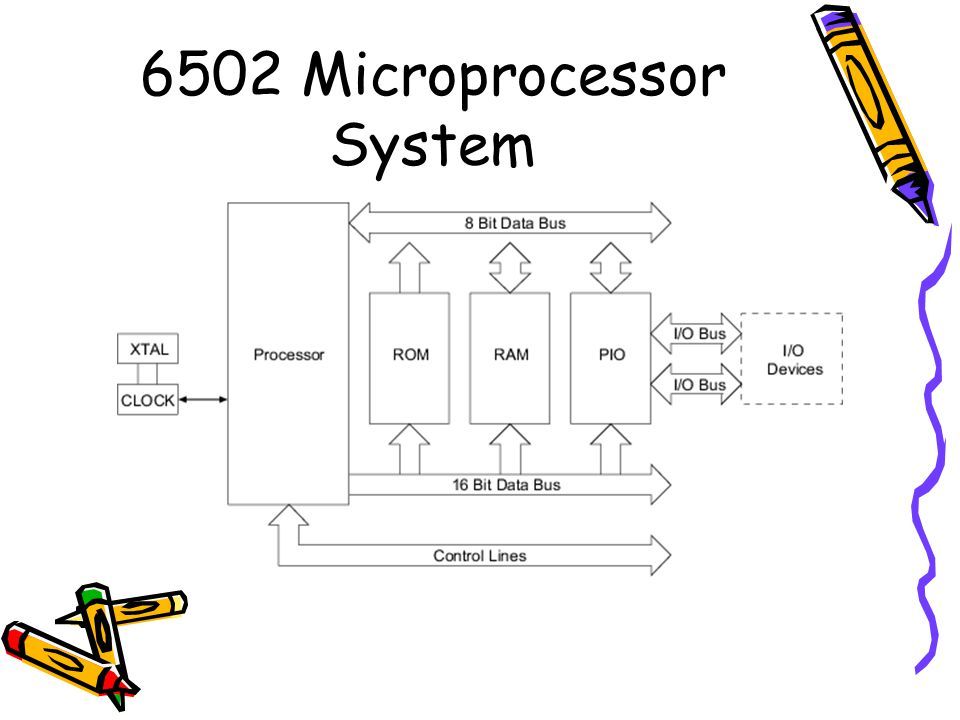 6502 Microprocessor
System
8 Bit Data Bus
XTAL
CLOCK
Processor
ROM
RAM
PIO
I/O Bus
I/O Bus
I/O
Devices
16 Bit Data Bus
Control Lines